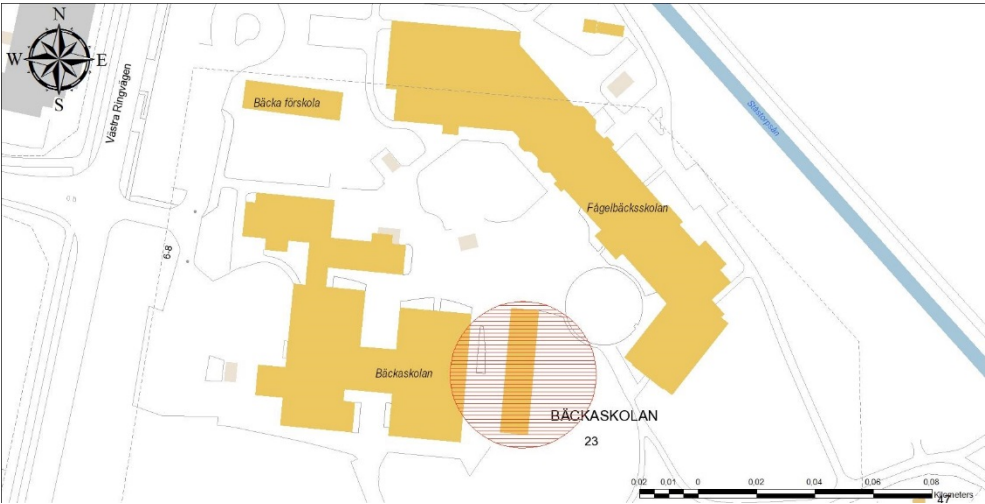 N
W E
S
Västra Ringvägen
Bäcka förskola
Sillstorpsån
Fågelbäcksskolan
6-8
Bäckaskolan
BÄCKASKOLAN
23
0,02 0,01 0 0,02 0,04 0,06 0,08
Kilometers
47